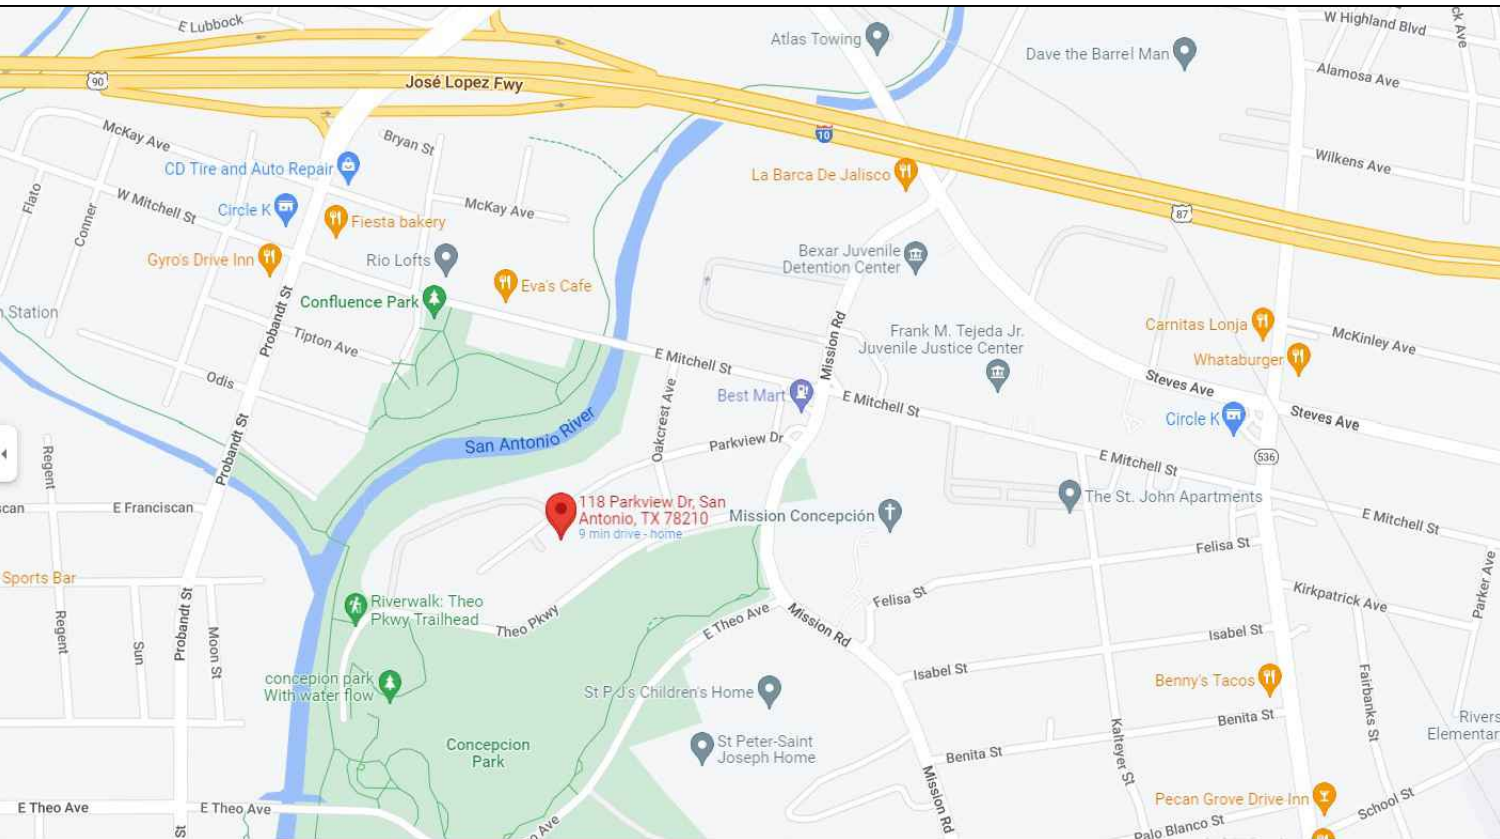 E Lubbock
Atlas Towing
Dave the Barrel Man
W Highland Blvd
ck Ave
90
José Lopez Fwy
Alamosa Ave
McKay Ave
Bryan St
10
CD Tire and Auto Repair
La Barca De Jalisco
Wilkens Ave
Flato
Conner
W Mitchell St
Circle K
Fiesta bakery
McKay Ave
87
Gyro's Drive Inn
Rio Lofts
Bexar Juvenile
Detention Center
Confluence Park
Eva's Cafe
n Station
Probandt St
Tipton Ave
Mission Rd
Frank M. Tejeda Jr.
Juvenile Justice Center
Carnitas Lonja
McKinley Ave
Whataburger
E Mitchell St
Odis
Oakcrest Ave
Best Mart
E Mitchell St
Steves Ave
Steves Ave
Circle K
Probandt St
San Antonio River
Parkview Dr
536
E Mitchell St
Regent
118 Parkview Dr, San
Antonio, TX 78210
9 min drive - home
Mission Concepción
The St. John Apartments
scan
E Franciscan
E Mitchell St
Felisa St
Sports Bar
Parker Ave
Kirkpatrick Ave
Felisa St
Riverwalk: Theo
Pkwy Trailhead
Theo Pkwy
E Theo Ave
Mission Rd
Probandt St
Regent
Sun
Moon St
Isabel St
Isabel St
concepion park
With water flow
St P J's Children's Home
Benny's Tacos
Fairbanks St
Benita St
Rivers
Elementar
Kalteyer St
Concepcion
Park
St Peter-Saint
Joseph Home
Benita St
Mission Rd
Pecan Grove Drive Inn
School St
E Theo Ave
E Theo Ave
St
o Ave
Palo Blanco St